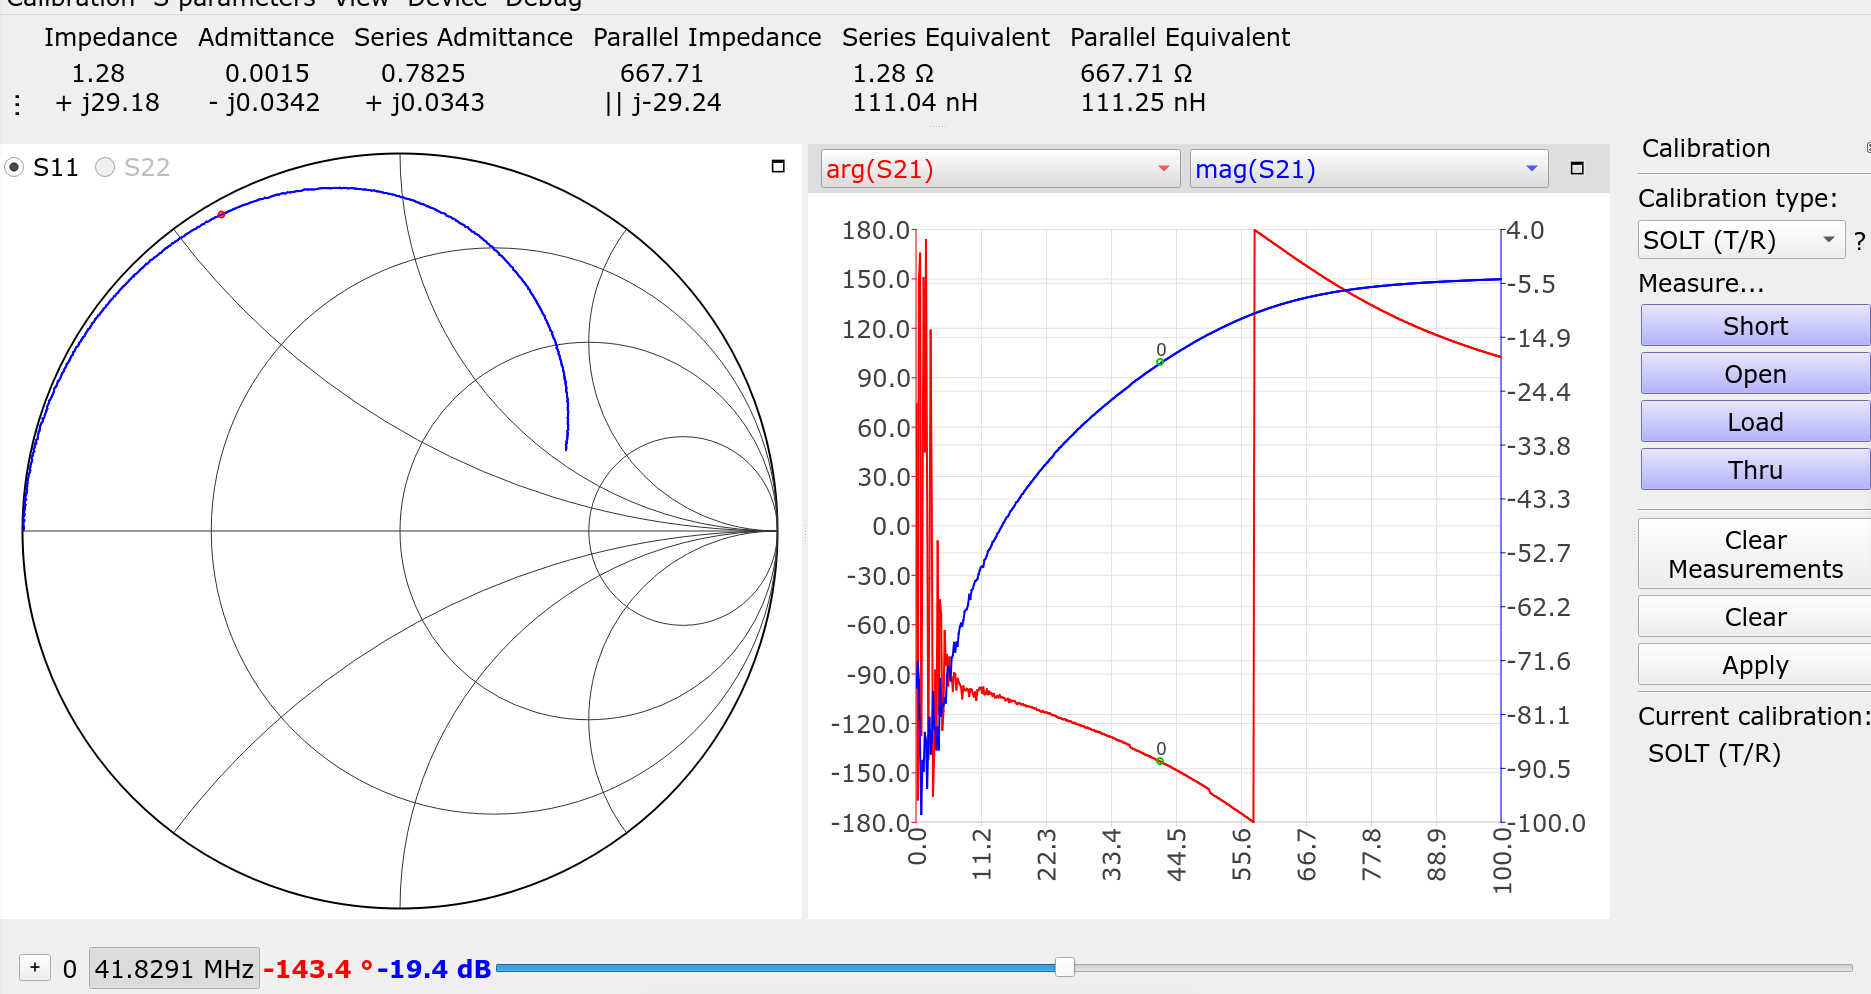 Calibration S-parameters View Device Debug
Impedance Admittance Series Admittance Parallel Impedance Series Equivalent Parallel Equivalent
1.28 0.0015 0.7825 667.71 1.28 Ω 667.71 Ω
+ j29.18 - j0.0342 + j0.0343 || j-29.24 111.04 nH 111.25 nH
S11 S22
arg(S21) mag(S21)
180.0
150.0
120.0
90.0
60.0
30.0
0.0
-30.0
-60.0
-90.0
-120.0
-150.0
-180.0
0
0
4.0
-5.5
-14.9
-24.4
-33.8
-43.3
-52.7
-62.2
-71.6
-81.1
-90.5
-100.0
0.0 11.2 22.3 33.4 44.5 55.6 66.7 77.8 88.9 100.0
Calibration
Calibration type:
SOLT (T/R) ?
Measure...
Short
Open
Load
Thru
Clear
Measurements
Clear
Apply
Current calibration:
SOLT (T/R)
+ 0 41.8291 MHz -143.4 ° -19.4 dB